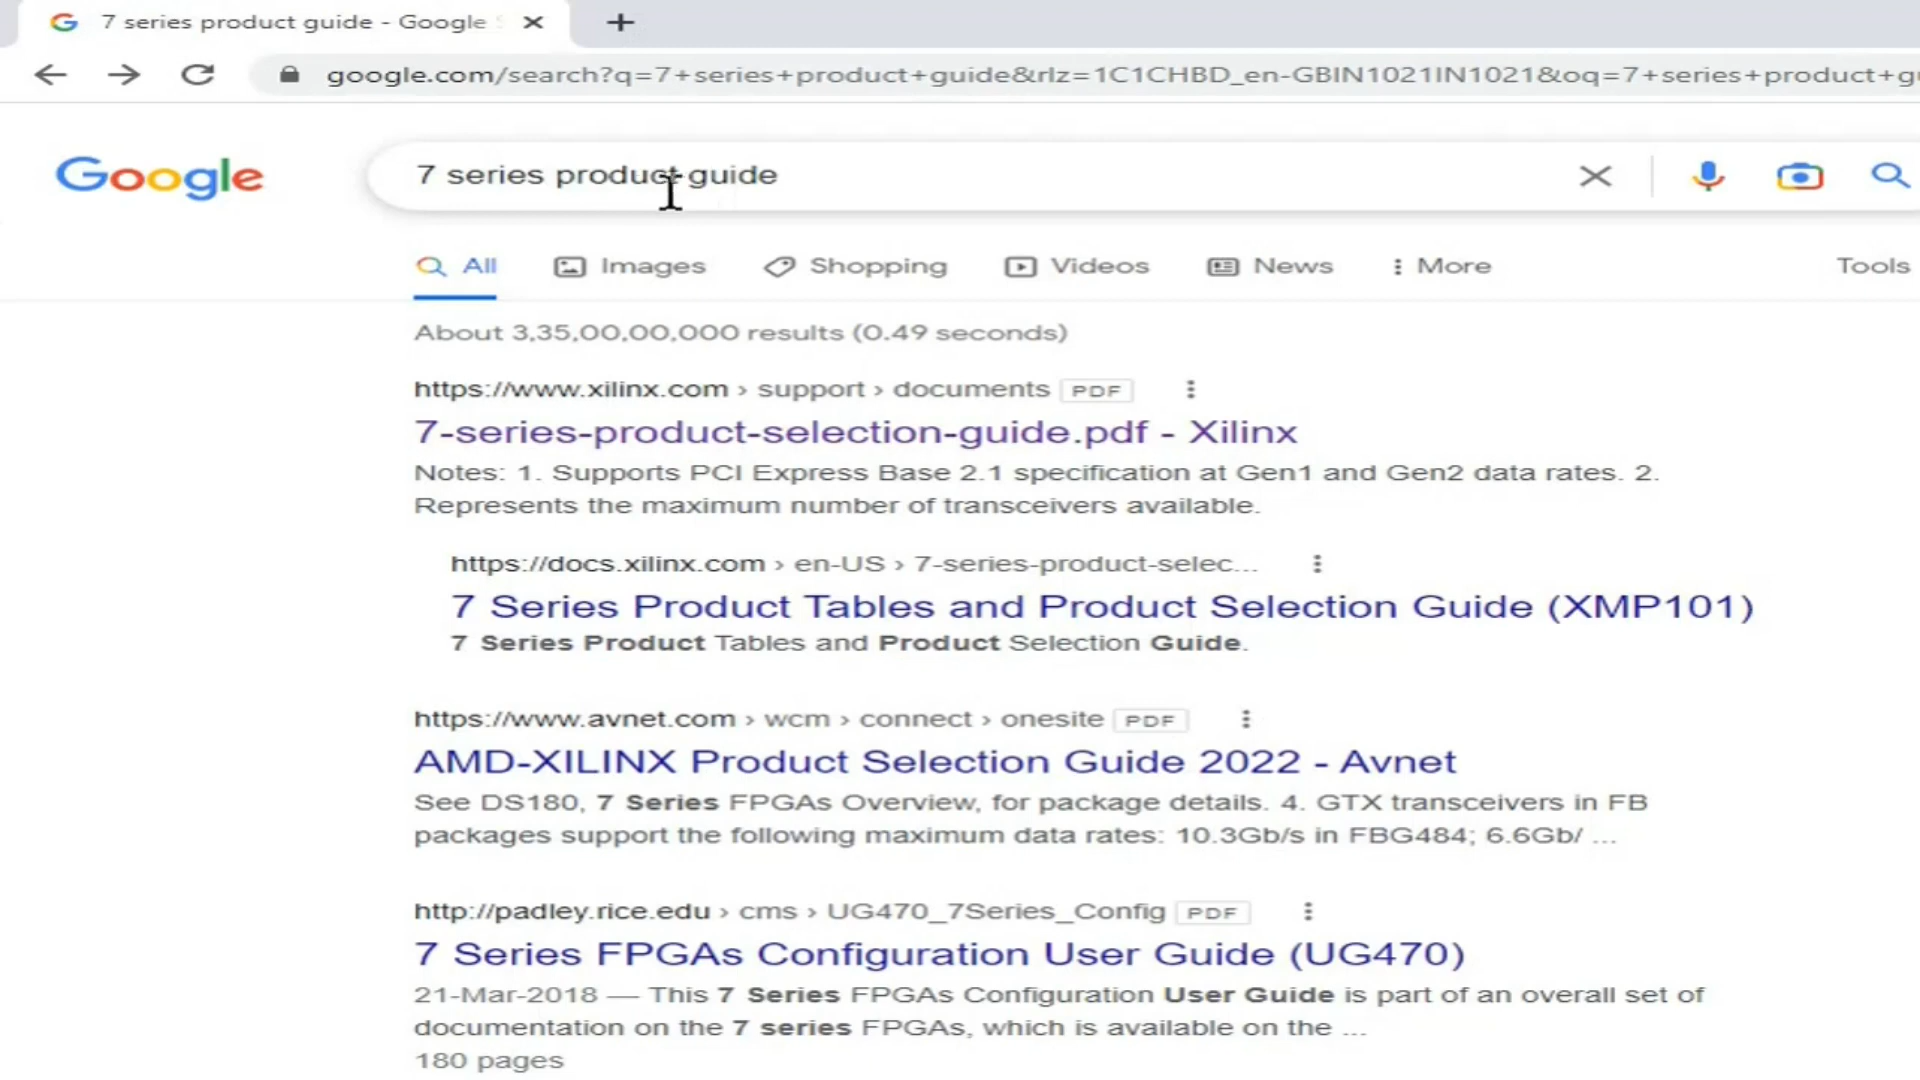 7 series product guide - Google
google.com/search?q=7+series+product+guide&rlz=1C1CHBD_en-GBIN1021IN1021&oq=7+series+product+g
Google
7 series product guide
All Images Shopping Videos News More Tools
About 3,35,00,00,000 results (0.49 seconds)
https://www.xilinx.com › support › documents PDF
7-series-product-selection-guide.pdf - Xilinx
Notes: 1. Supports PCI Express Base 2.1 specification at Gen1 and Gen2 data rates. 2.
Represents the maximum number of transceivers available.
https://docs.xilinx.com › en-US › 7-series-product-selec...
7 Series Product Tables and Product Selection Guide (XMP101)
7 Series Product Tables and Product Selection Guide.
https://www.avnet.com › wcm › connect › onesite PDF
AMD-XILINX Product Selection Guide 2022 - Avnet
See DS180, 7 Series FPGAs Overview, for package details. 4. GTX transceivers in FB
packages support the following maximum data rates: 10.3Gb/s in FBG484; 6.6Gb/ ...
http://padley.rice.edu › cms › UG470_7Series_Config PDF
7 Series FPGAs Configuration User Guide (UG470)
21-Mar-2018 — This 7 Series FPGAs Configuration User Guide is part of an overall set of
documentation on the 7 series FPGAs, which is available on the ...
180 pages